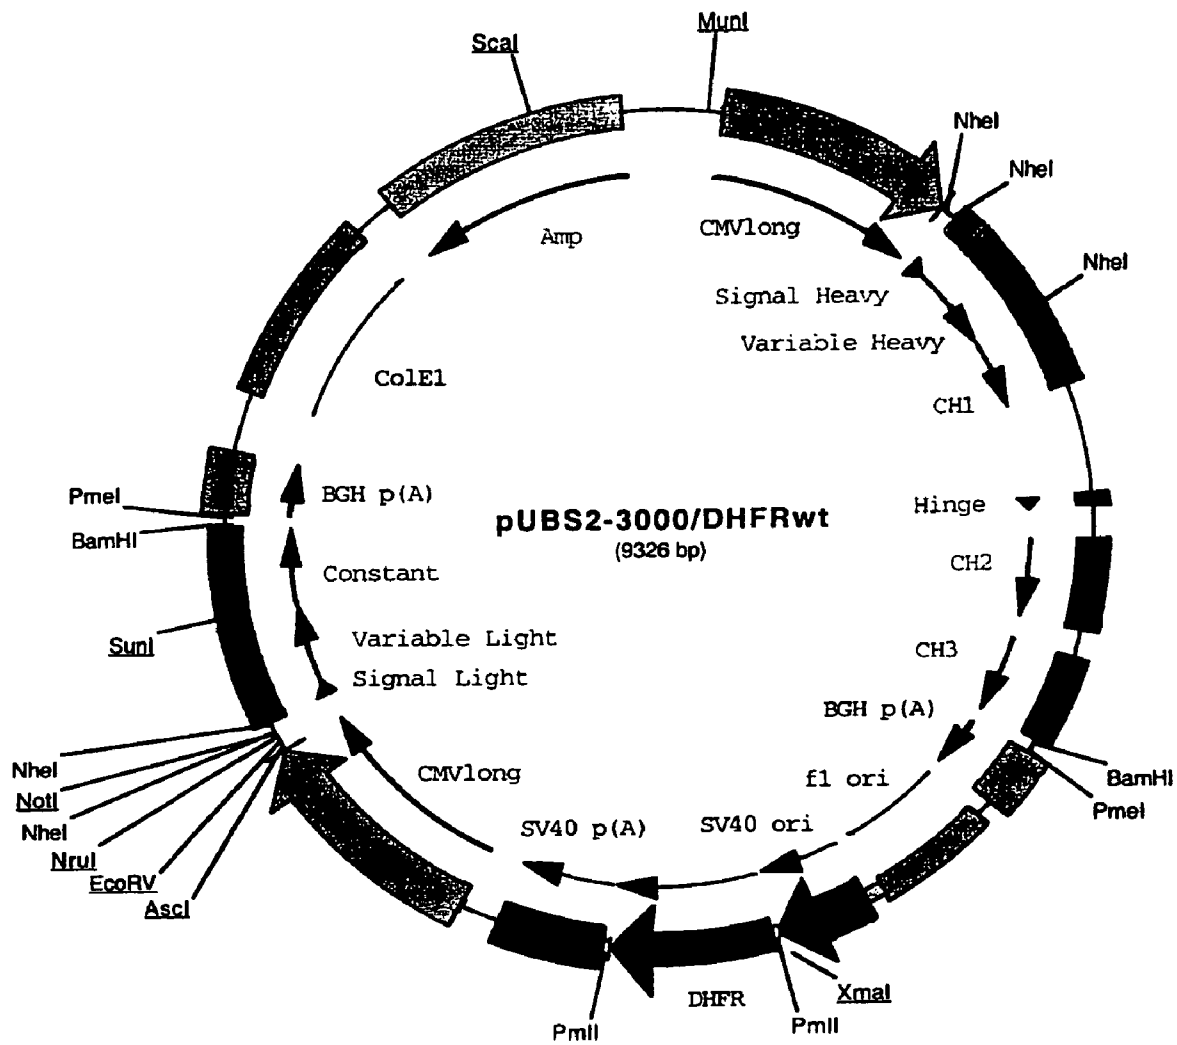 MunI
ScaI
NheI
NheI
Amp
CMVlong
NheI
Signal Heavy
Variable Heavy
ColE1
CH1
PmeI
BGH p(A)
pUBS2-3000/DHFRwt
Hinge
BamHI
(9326 bp)
CH2
Constant
SunI
Variable Light
CH3
Signal Light
BGH p(A)
NheI
CMVlong
f1 ori
BamHI
NotI
PmeI
NheI
SV40 p(A)
SV40 ori
NruI
EcoRV
AscI
XmaI
DHFR
PmlI
PmlI